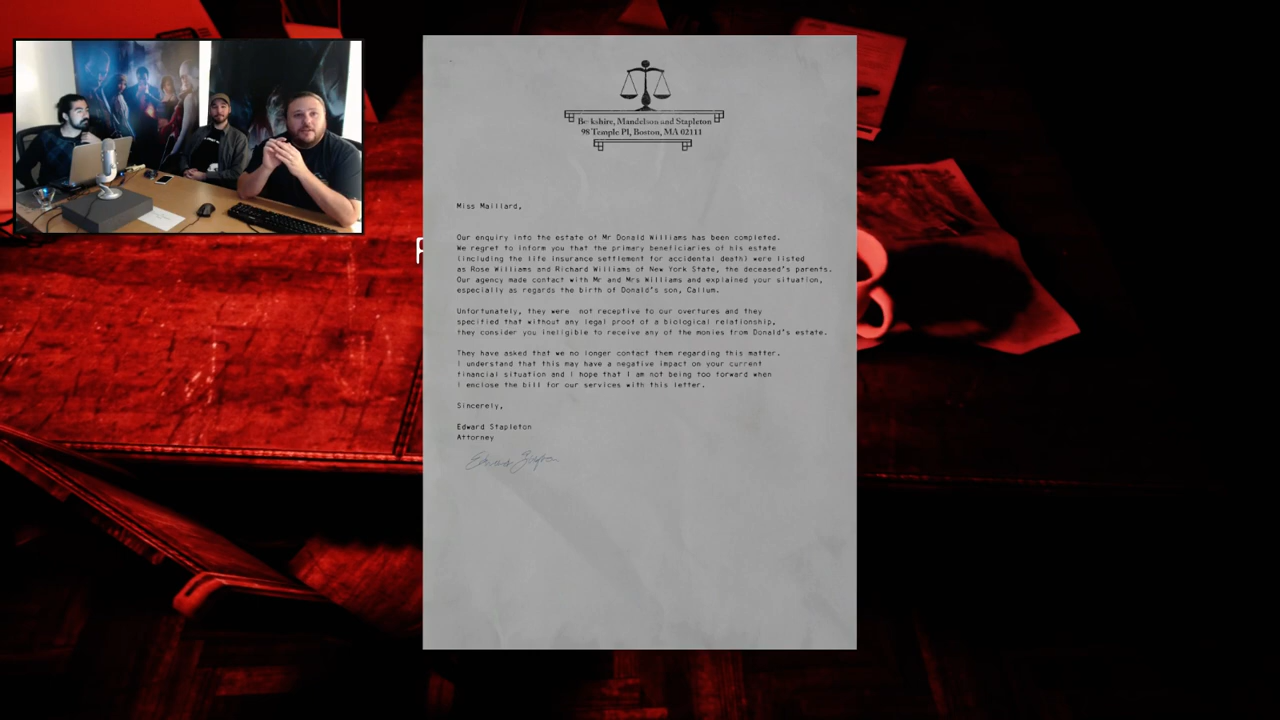 Be kshire, Mandelson and Stapleton
98 Temple Pl, Boston, MA 02111
Miss Maillard,
Our enquiry into the estate of Mr Donald Williams has been completed.
We regret to inform you that the primary beneficiaries of his estate
(including the life insurance settlement for accidental death) were listed
as Rose Williams and Richard Williams of New York State, the deceased's parents.
Our agency made contact with Mr and Mrs Williams and explained your situation,
especially as regards the birth of Donald's son, Callum.
Unfortunately, they were not receptive to our overtures and they
specified that without any legal proof of a biological relationship,
they consider you ineligible to receive any of the monies from Donald's estate.
They have asked that we no longer contact them regarding this matter.
I understand that this may have a negative impact on your current
financial situation and I hope that I am not being too forward when
I enclose the bill for our services with this letter.
Sincerely,
Edward Stapleton
Attorney